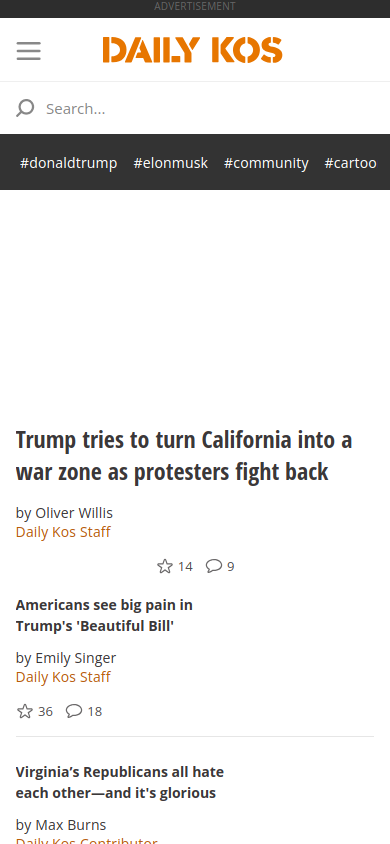 ADVERTISEMENT
DAILY KOS
Search...
#donaldtrump #elonmusk #community #cartoo
Trump tries to turn California into a
war zone as protesters fight back
by Oliver Willis
Daily Kos Staff
14 9
Americans see big pain in
Trump's 'Beautiful Bill'
by Emily Singer
Daily Kos Staff
36 18
Virginia’s Republicans all hate
each other—and it's glorious
by Max Burns
Daily Kos Contributor